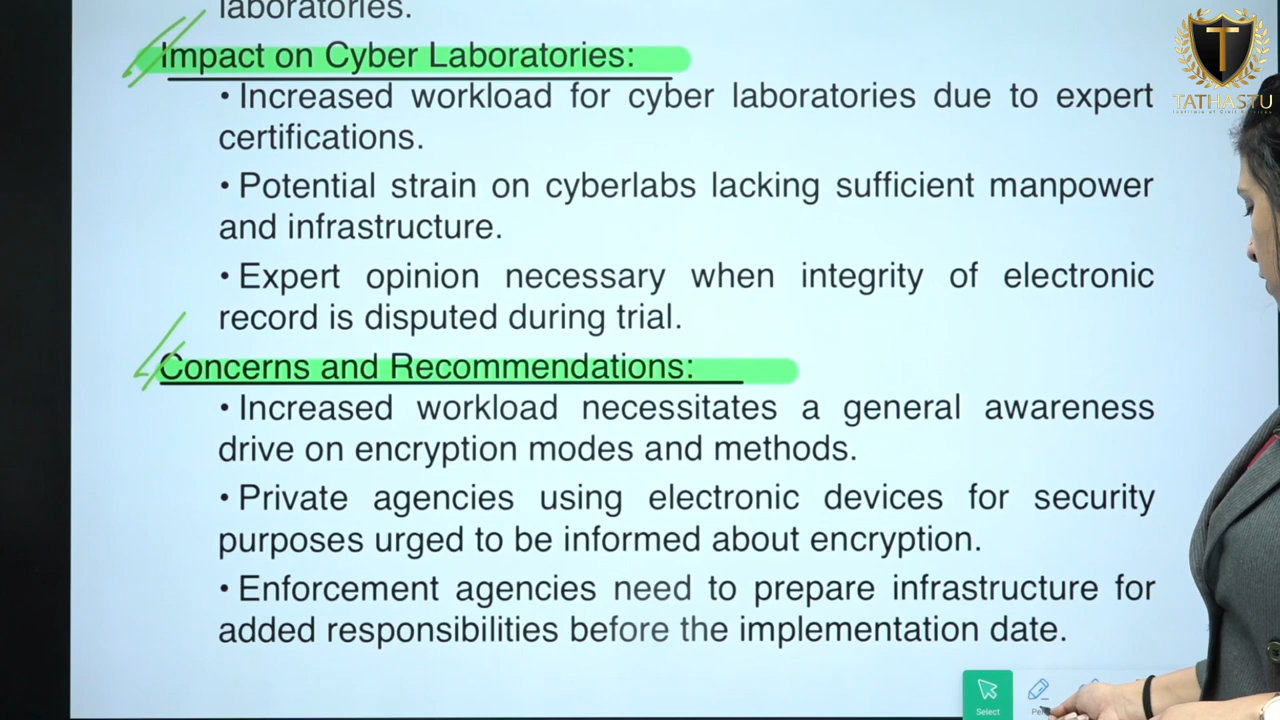 laboratories.
Impact on Cyber Laboratories:
• Increased workload for cyber laboratories due to expert
certifications.
• Potential strain on cyberlabs lacking sufficient manpower
and infrastructure.
• Expert opinion necessary when integrity of electronic
record is disputed during trial.
Concerns and Recommendations:
• Increased workload necessitates a general awareness
drive on encryption modes and methods.
• Private agencies using electronic devices for security
purposes urged to be informed about encryption.
• Enforcement agencies need to prepare infrastructure for
added responsibilities before the implementation date.
T
TATHASTU
Institute of Civil Services
Select